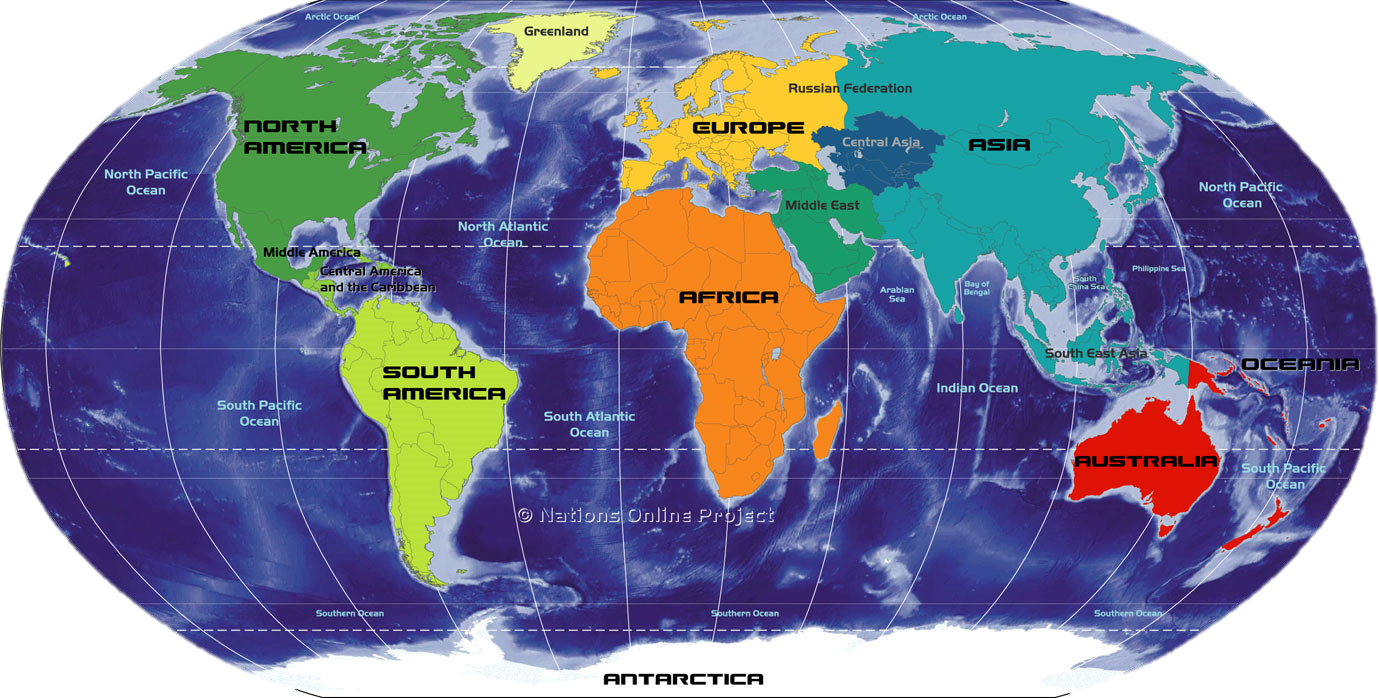 Arctic Ocean
Arctic Ocean
Greenland
Russian Federation
NORTH
AMERICA
EUROPE
Central Asia
ASIA
North Pacific
Ocean
North Pacific
Ocean
Middle East
North Atlantic
Ocean
Middle America
Central America
and the Caribbean
Philippine Sea
South
China Sea
Bay of
Bengal
Arabian
Sea
AFRICA
South East Asia
OCEANIA
SOUTH
AMERICA
Indian Ocean
South Pacific
Ocean
South Atlantic
Ocean
AUSTRALIA
South Pacific
Ocean
© Nations Online Project
Southern Ocean
Southern Ocean
Southern Ocean
ANTARCTICA